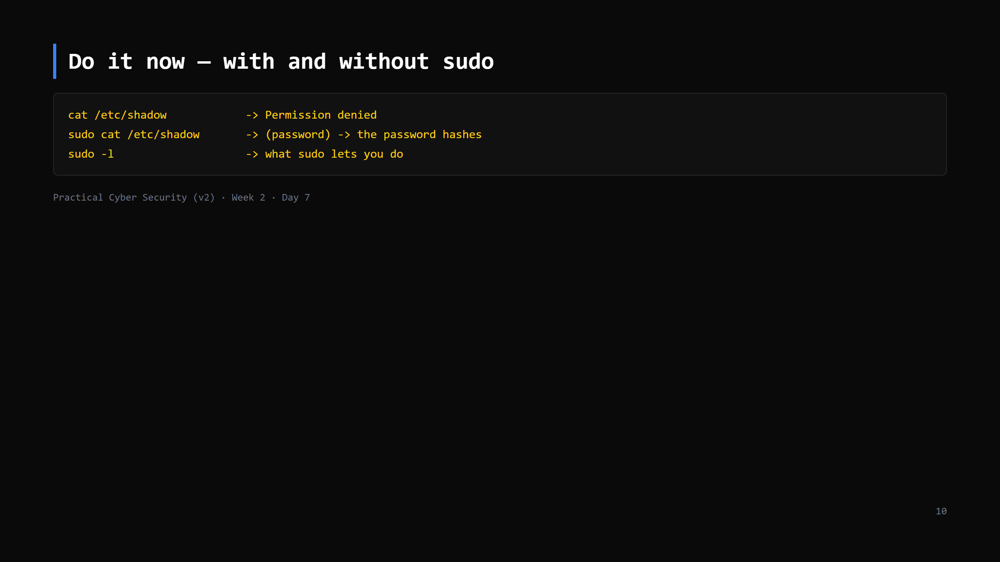 Do it now — with and without sudo
cat /etc/shadow -> Permission denied
sudo cat /etc/shadow -> (password) -> the password hashes
sudo -l -> what sudo lets you do
Practical Cyber Security (v2) · Week 2 · Day 7
10